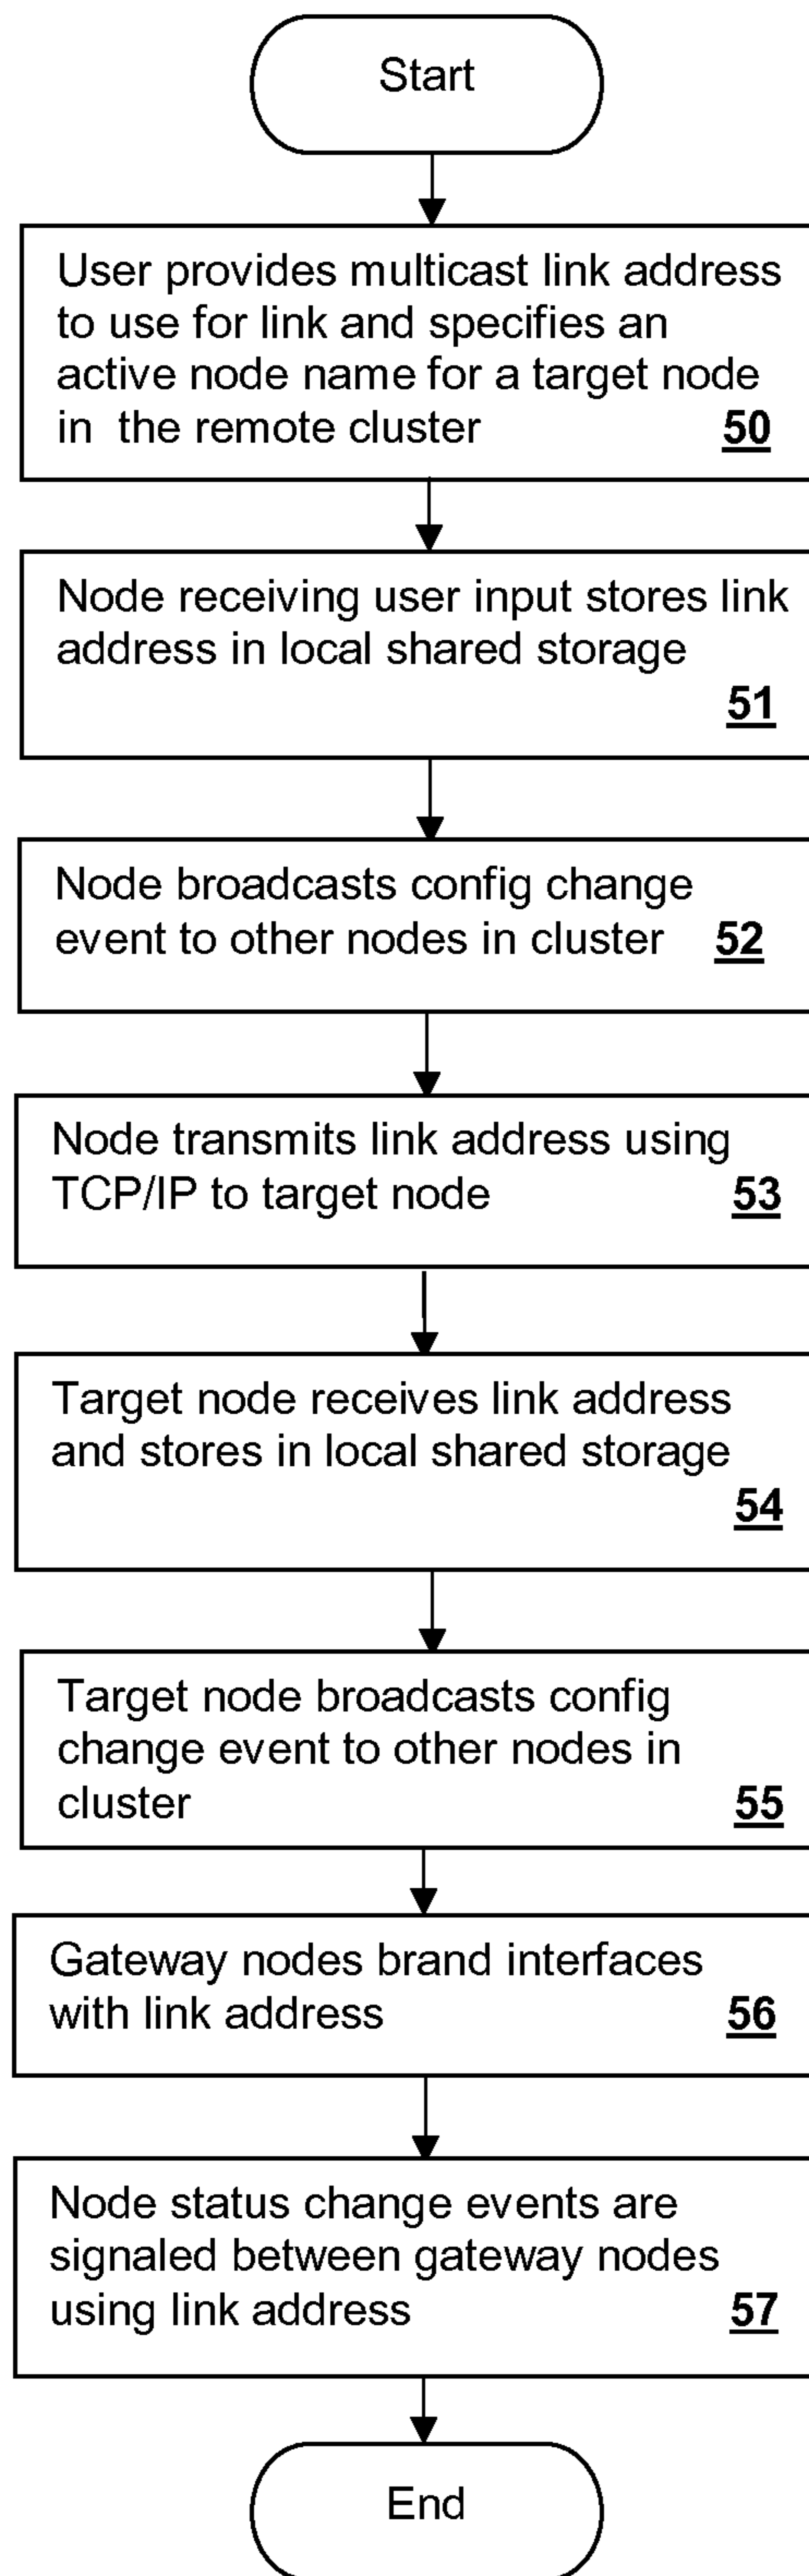 Start
User provides multicast link address
to use for link and specifies an
active node name for a target node
in the remote cluster 50
Node receiving user input stores link
address in local shared storage
51
Node broadcasts config change
event to other nodes in cluster 52
Node transmits link address using
TCP/IP to target node 53
Target node receives link address
and stores in local shared storage
54
Target node broadcasts config
change event to other nodes in
cluster 55
Gateway nodes brand interfaces
with link address 56
Node status change events are
signaled between gateway nodes
using link address 57
End